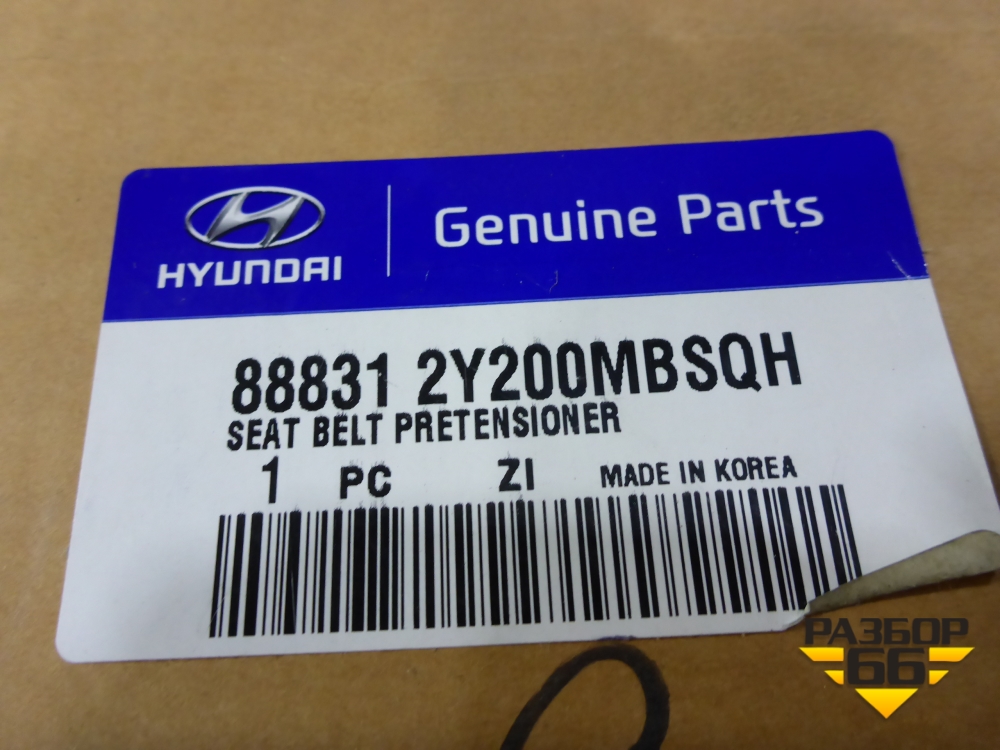 HYUNDAI
Genuine Parts
88831 2Y200MBSQH
SEAT BELT PRETENSIONER
1 PC ZI MADE IN KOREA
РАЗБОР
66